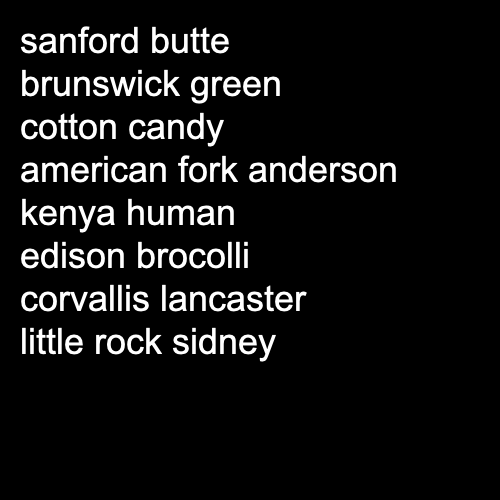 sanford butte
brunswick green
cotton candy
american fork anderson
kenya human
edison brocolli
corvallis lancaster
little rock sidney